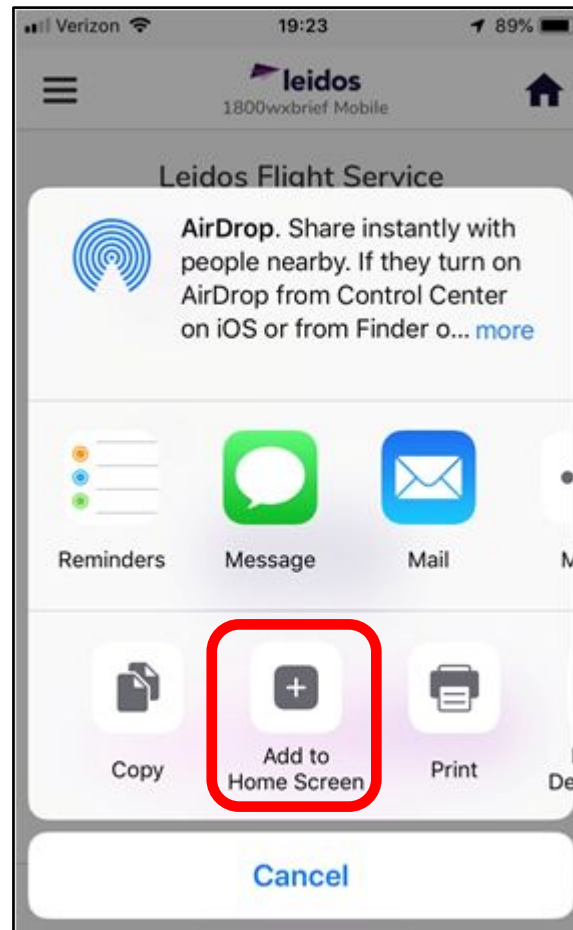 Verizon 19:23 89%
leidos
1800wxbrief Mobile
Leidos Flight Service
AirDrop. Share instantly with
people nearby. If they turn on
AirDrop from Control Center
on iOS or from Finder o... more
Reminders Message Mail M
Copy Add to Home Screen Print De
Cancel